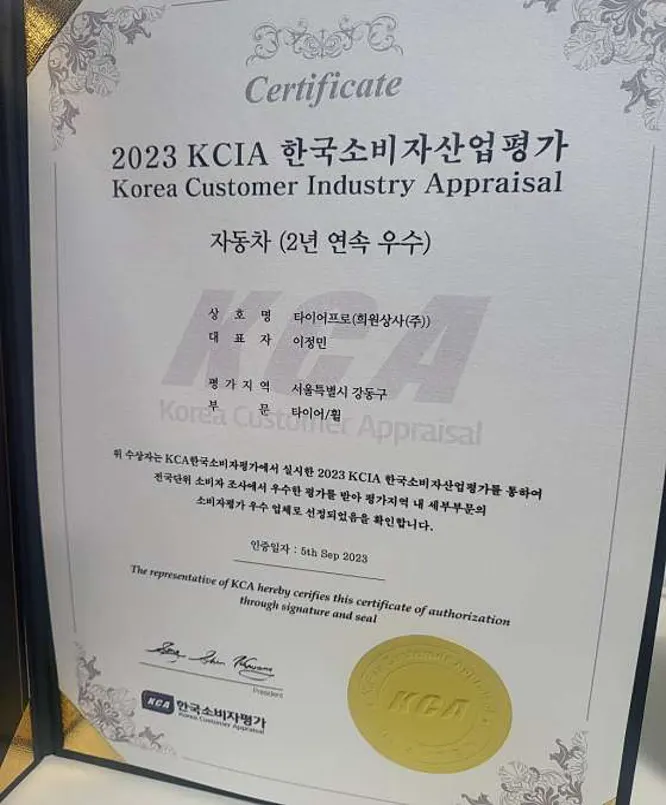 Certificate
2023 KCIA 한국소비자산업평가
Korea Customer Industry Appraisal
자동차 (2년 연속 우수)
상 호 명 타이어프로(희원상사(주))
대 표 자 이정민
평 가 지 역 서울특별시 강동구
부 문 타이어/휠
KCA
Korea Customer Appraisal
위 수상자는 KCA한국소비자평가에서 실시한 2023 KCIA 한국소비자산업평가를 통하여
전국단위 소비자 조사에서 우수한 평가를 받아 평가지역 내 세부부문의
소비자평가 우수 업체로 선정되었음을 확인합니다.
인증일자 : 5th Sep 2023
The representative of KCA hereby cerifies this certificate of authorization
through signature and seal
President
KCA 한국소비자평가
Korea Customer Appraisal
KCA